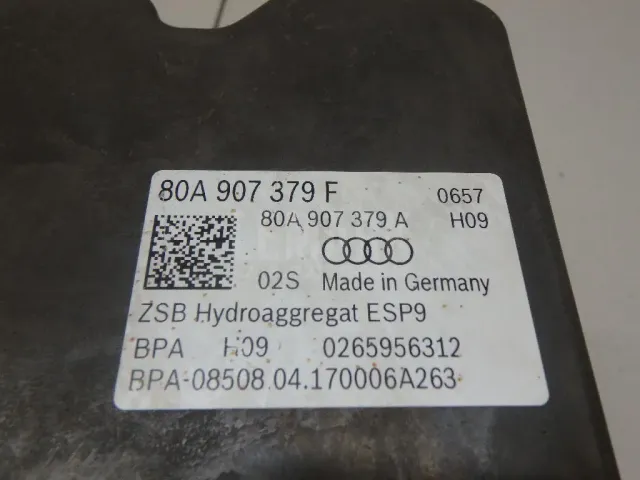 80A 907 379 F 0657
80A 907 379 A H09
02S Made in Germany
ZSB Hydroaggregat ESP9
BPA H09 0265956312
BPA-08508.04.170006A263